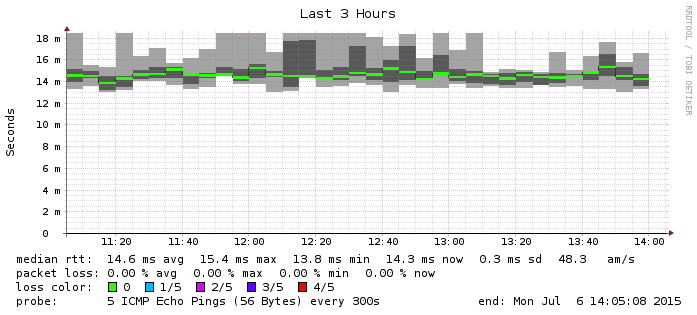 Last 3 Hours
RRDTOOL / TOBI OETIKER
Seconds
18 m
16 m
14 m
12 m
10 m
8 m
6 m
4 m
2 m
0
11:20 11:40 12:00 12:20 12:40 13:00 13:20 13:40 14:00
median rtt: 14.6 ms avg 15.4 ms max 13.8 ms min 14.3 ms now 0.3 ms sd 48.3 am/s
packet loss: 0.00 % avg 0.00 % max 0.00 % min 0.00 % now
loss color: 0 1/5 2/5 3/5 4/5
probe: 5 ICMP Echo Pings (56 Bytes) every 300s end: Mon Jul 6 14:05:08 2015